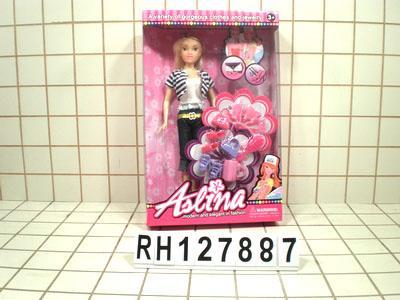 A variety of gorgeous clothes and jewelry
3+
Aslina
modern and elegant in fashion
WARNING
RH127887